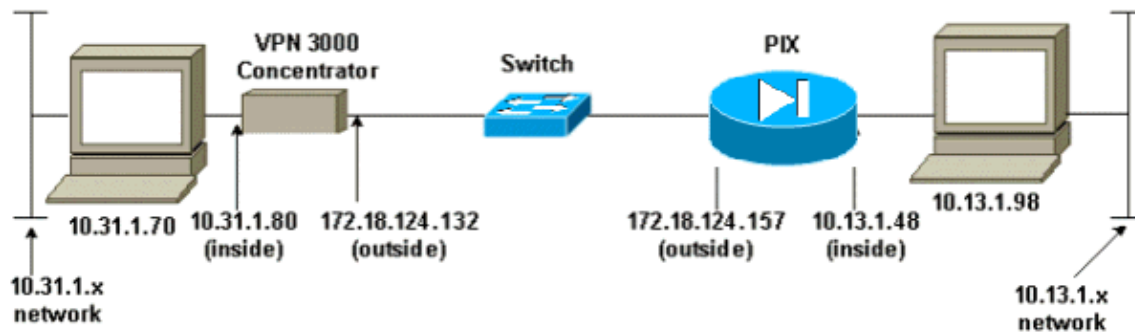 VPN 3000
Concentrator
Switch
PIX
10.31.1.70
10.31.1.80
(inside)
172.18.124.132
(outside)
172.18.124.157
(outside)
10.13.1.48
(inside)
10.13.1.98
10.31.1.x
network
10.13.1.x
network